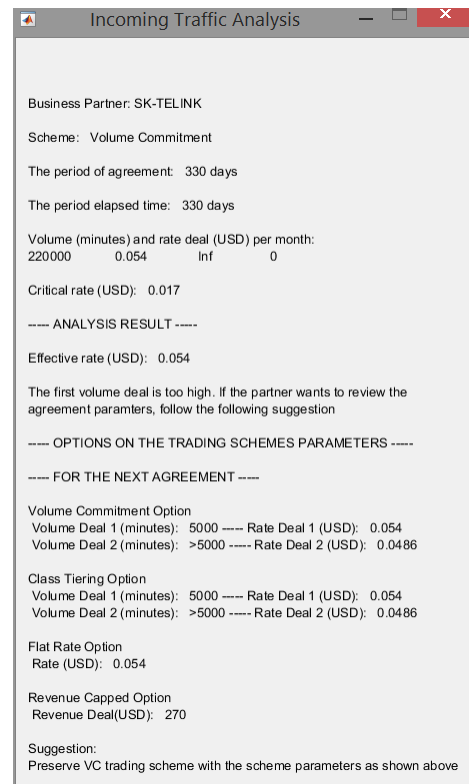 Incoming Traffic Analysis
Business Partner: SK-TELINK
Scheme: Volume Commitment
The period of agreement: 330 days
The period elapsed time: 330 days
Volume (minutes) and rate deal (USD) per month:
220000 0.054 Inf 0
Critical rate (USD): 0.017
----- ANALYSIS RESULT -----
Effective rate (USD): 0.054
The first volume deal is too high. If the partner wants to review the
agreement paramters, follow the following suggestion
----- OPTIONS ON THE TRADING SCHEMES PARAMETERS -----
----- FOR THE NEXT AGREEMENT -----
Volume Commitment Option
Volume Deal 1 (minutes): 5000 ----- Rate Deal 1 (USD): 0.054
Volume Deal 2 (minutes): >5000 ----- Rate Deal 2 (USD): 0.0486
Class Tiering Option
Volume Deal 1 (minutes): 5000 ----- Rate Deal 1 (USD): 0.054
Volume Deal 2 (minutes): >5000 ----- Rate Deal 2 (USD): 0.0486
Flat Rate Option
Rate (USD): 0.054
Revenue Capped Option
Revenue Deal(USD): 270
Suggestion:
Preserve VC trading scheme with the scheme parameters as shown above